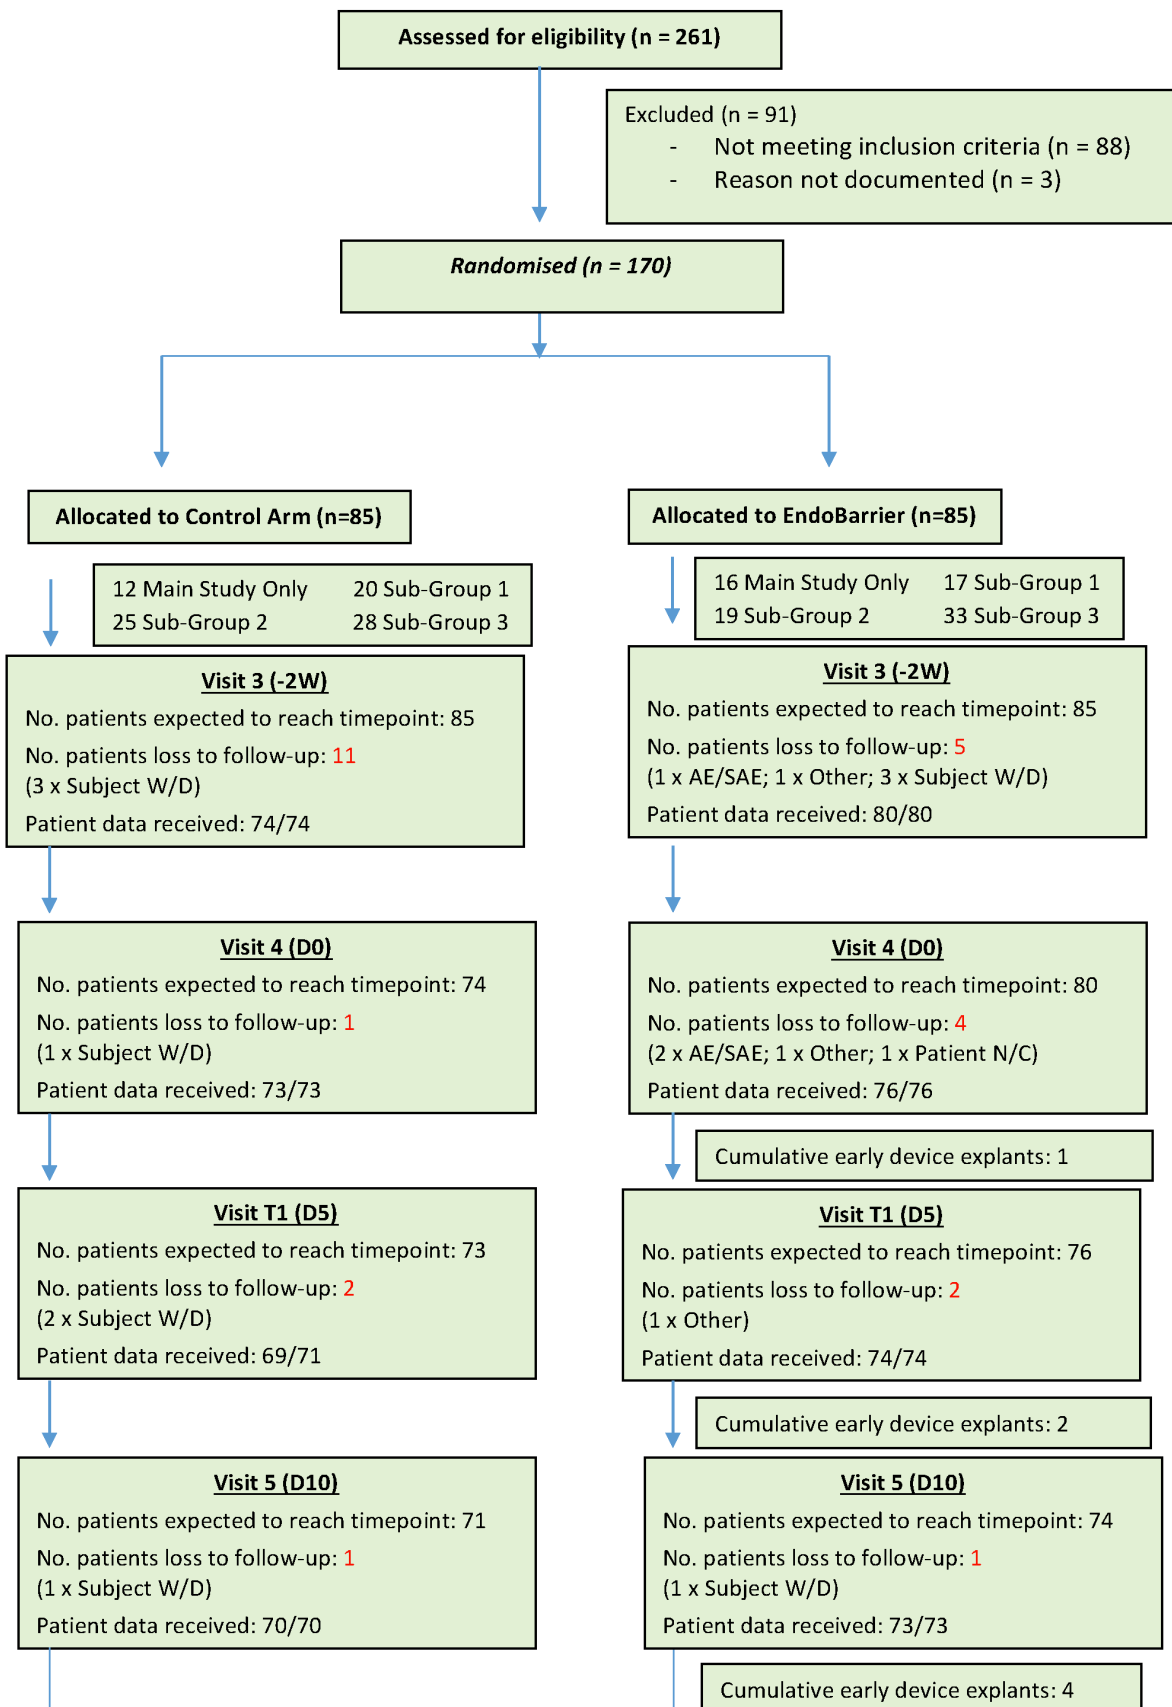 Assessed for eligibility (n = 261)
Excluded (n = 91)
- Not meeting inclusion criteria (n = 88)
- Reason not documented (n = 3)
Randomised (n = 170)
Allocated to Control Arm (n=85)
12 Main Study Only 20 Sub-Group 1
25 Sub-Group 2 28 Sub-Group 3
Visit 3 (-2W)
No. patients expected to reach timepoint: 85
No. patients loss to follow-up: 11
(3 x Subject W/D)
Patient data received: 74/74
Visit 4 (D0)
No. patients expected to reach timepoint: 74
No. patients loss to follow-up: 1
(1 x Subject W/D)
Patient data received: 73/73
Visit T1 (D5)
No. patients expected to reach timepoint: 73
No. patients loss to follow-up: 2
(2 x Subject W/D)
Patient data received: 69/71
Visit 5 (D10)
No. patients expected to reach timepoint: 71
No. patients loss to follow-up: 1
(1 x Subject W/D)
Patient data received: 70/70
Allocated to EndoBarrier (n=85)
16 Main Study Only 17 Sub-Group 1
19 Sub-Group 2 33 Sub-Group 3
Visit 3 (-2W)
No. patients expected to reach timepoint: 85
No. patients loss to follow-up: 5
(1 x AE/SAE; 1 x Other; 3 x Subject W/D)
Patient data received: 80/80
Visit 4 (D0)
No. patients expected to reach timepoint: 80
No. patients loss to follow-up: 4
(2 x AE/SAE; 1 x Other; 1 x Patient N/C)
Patient data received: 76/76
Cumulative early device explants: 1
Visit T1 (D5)
No. patients expected to reach timepoint: 76
No. patients loss to follow-up: 2
(1 x Other)
Patient data received: 74/74
Cumulative early device explants: 2
Visit 5 (D10)
No. patients expected to reach timepoint: 74
No. patients loss to follow-up: 1
(1 x Subject W/D)
Patient data received: 73/73
Cumulative early device explants: 4